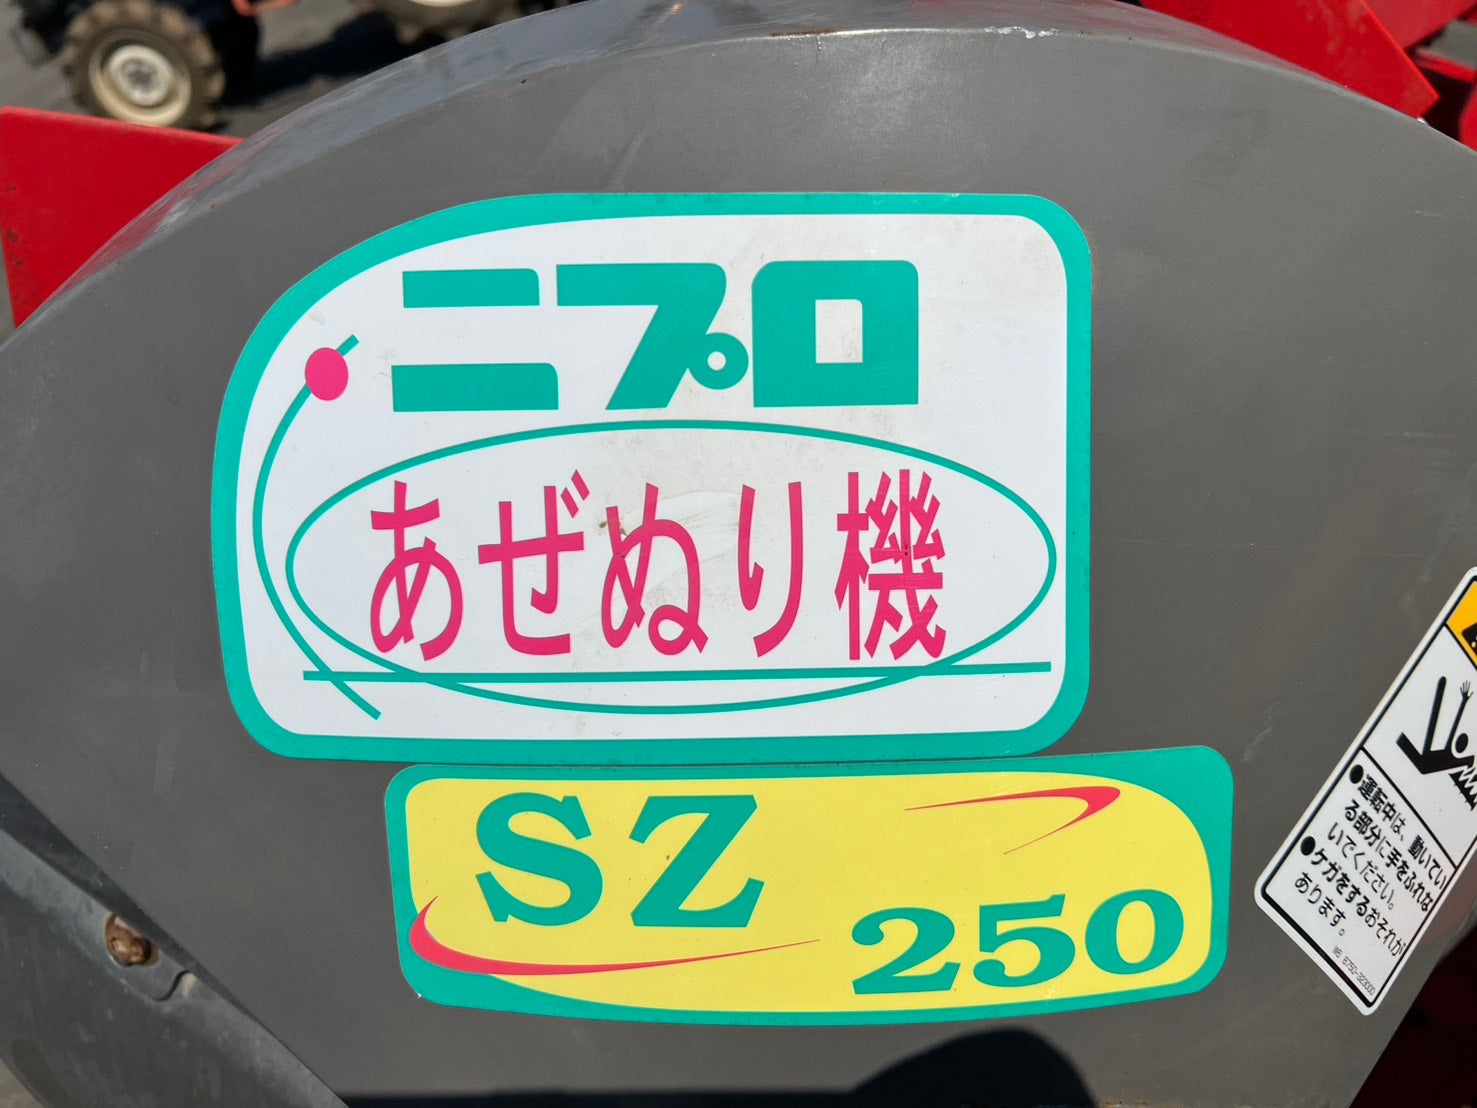 ニプロ
あぜぬり機
SZ
250
●運転中は、動いてい
る部分に手をふれな
いでください。
●ケガをするおそれが
あります。